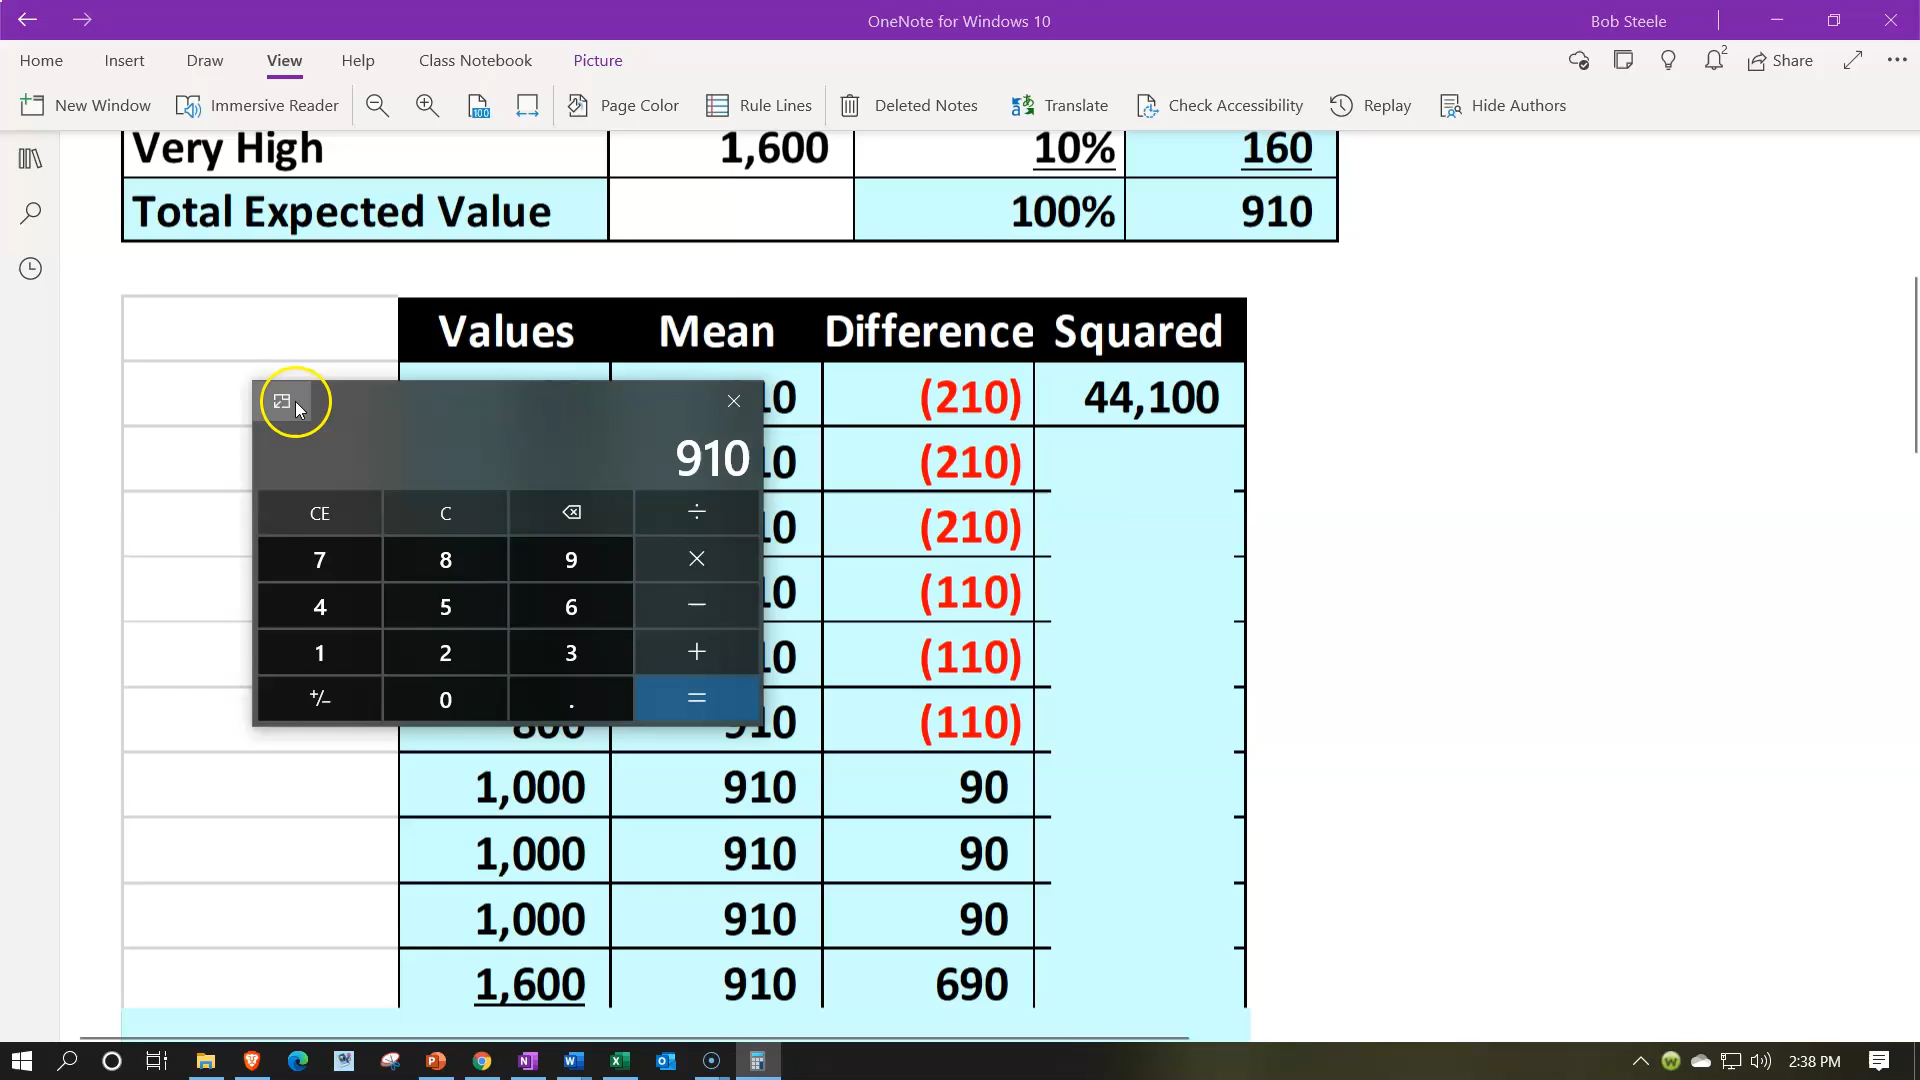 OneNote for Windows 10
Bob Steele
Home Insert Draw View Help Class Notebook Picture
2
Share
New Window Immersive Reader 100 Page Color Rule Lines Deleted Notes Translate Check Accessibility Replay Hide Authors
Very High 1,600 10% 160
Total Expected Value 100% 910
Values Mean Difference Squared
(210) 44,100
910
(210)
CE C ÷
(210)
7 8 9 ×
(110)
4 5 6 −
1 2 3 +
(110)
+/− 0 . =
800 910 (110)
1,000 910 90
1,000 910 90
1,000 910 90
1,600 910 690
2:38 PM